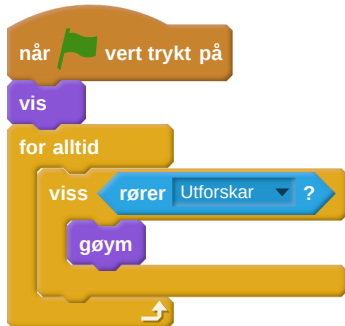 når vert trykt på
vis
for alltid
viss rører Utforskar ?
gøym